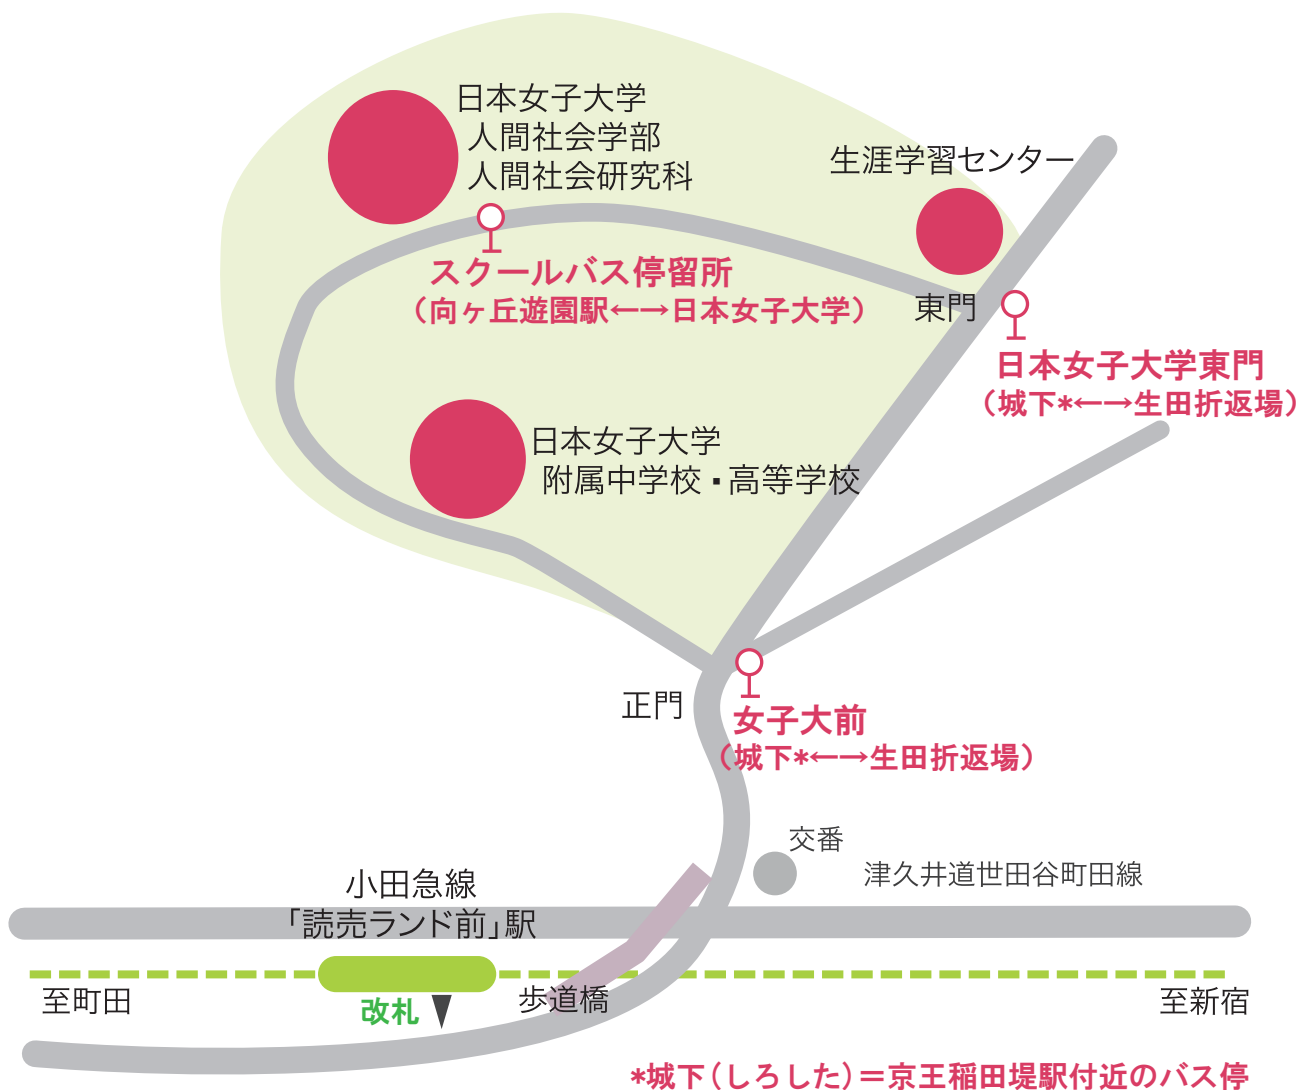 日本女子大学
人間社会学部
人間社会研究科
生涯学習センター
スクールバス停留所
（向ヶ丘遊園駅←→日本女子大学）
東門
日本女子大学東門
（城下*←→生田折返場）
日本女子大学
附属中学校・高等学校
正門
女子大前
（城下*←→生田折返場）
交番
津久井道世田谷町田線
小田急線
「読売ランド前」駅
至町田
改札
歩道橋
至新宿
*城下（しろした）＝京王稲田堤駅付近のバス停